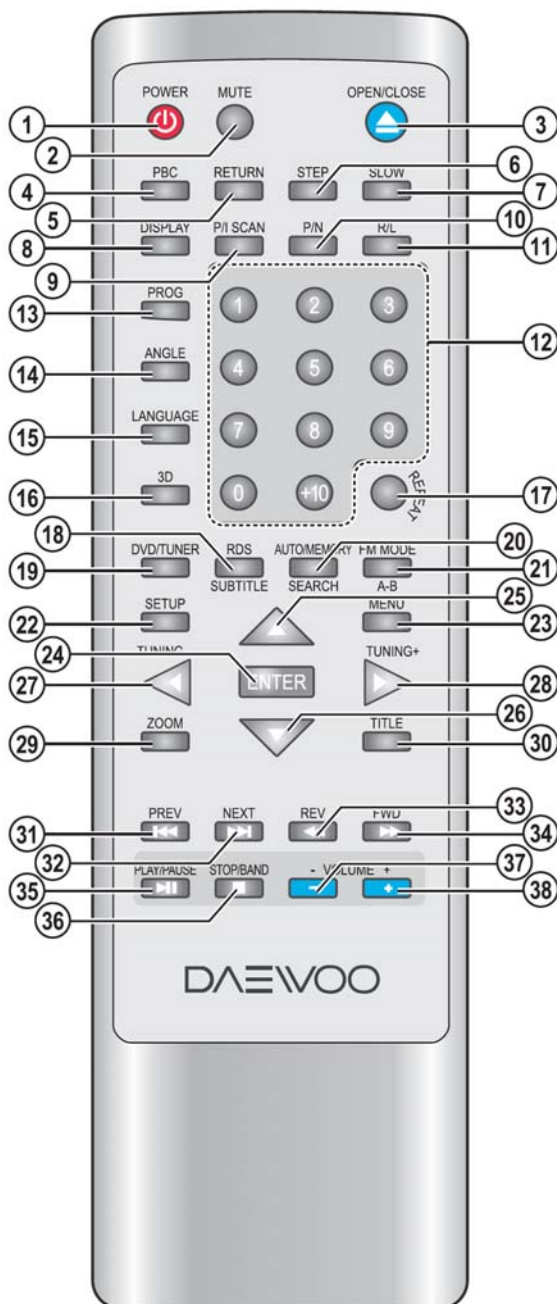 POWER MUTE OPEN/CLOSE
1 2 3
PBC RETURN STEP SLOW
4 5 6 7
DISPLAY P/I SCAN P/N R/L
8 9 10 11
PROG 1 2 3
13 12
ANGLE 4 5 6
14
LANGUAGE 7 8 9
15
3D 0 +10 REPEAT
16 17
18 20
DVD/TUNER RDS AUTO/MEMORY FM MODE
19 21
SUBTITLE SEARCH A-B
SETUP MENU
22 25 23
24
TUNING- TUNING+
27 ENTER 28
26
ZOOM TITLE
29 30
PREV NEXT REV FWD
31 32 33 34
PLAY/PAUSE STOP/BAND - VOLUME +
35 36 37 38
DAEWOO